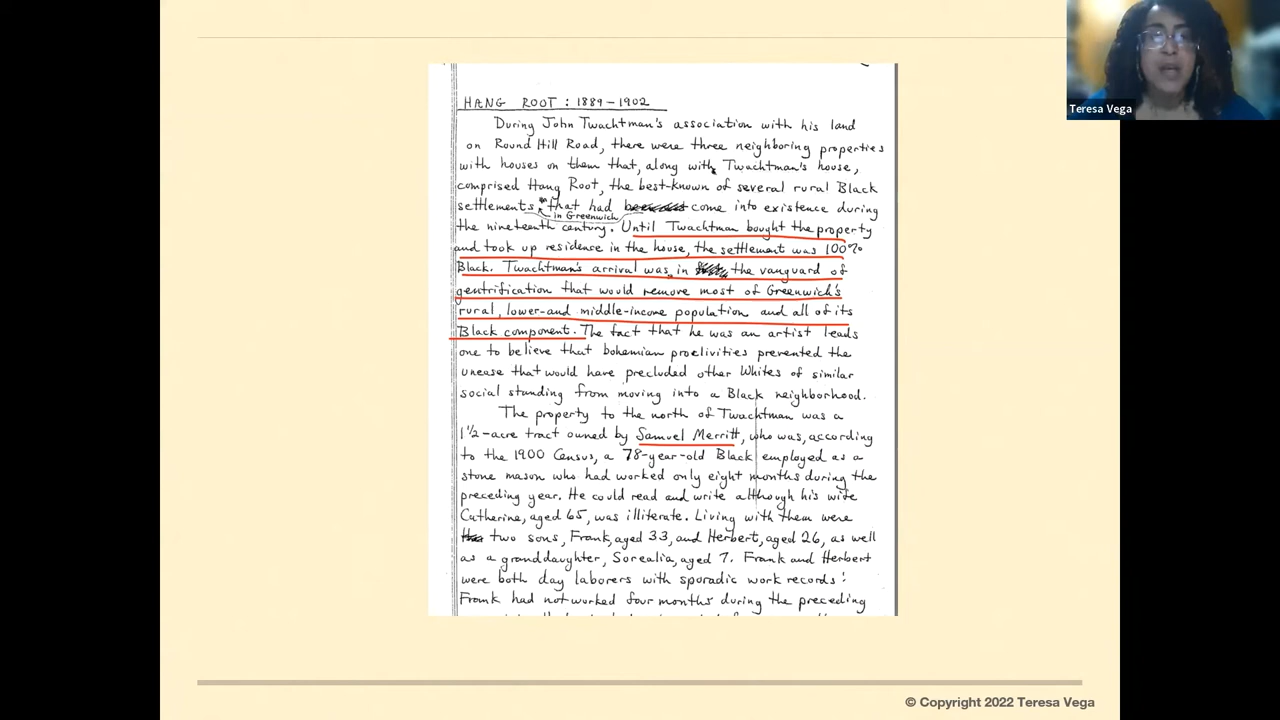 HANG ROOT : 1889-1902
During John Twachtman's association with his land
on Round Hill Road, there were three neighboring properties
with houses on them that, along with Twachtman's house,
comprised Hang Root, the best-known of several rural Black
settlements in Greenwich that had come into existence during
the nineteenth century. Until Twachtman bought the property
and took up residence in the house, the settlement was 100%
Black. Twachtman's arrival was in the vanguard of
gentrification that would remove most of Greenwich's
rural, lower-and middle-income population and all of its
Black component. The fact that he was an artist leads
one to believe that bohemian proclivities prevented the
unease that would have precluded other Whites of similar
social standing from moving into a Black neighborhood.
The property to the north of Twachtman was a
1½-acre tract owned by Samuel Merritt, who was, according
to the 1900 Census, a 78-year-old Black employed as a
stone mason who had worked only eight months during the
preceding year. He could read and write although his wife
Catherine, aged 65, was illiterate. Living with them were
two sons, Frank, aged 33, and Herbert, aged 26, as well
as a granddaughter, Sorealia, aged 7. Frank and Herbert
were both day laborers with sporadic work records:
Frank had not worked four months during the preceding
Teresa Vega
© Copyright 2022 Teresa Vega